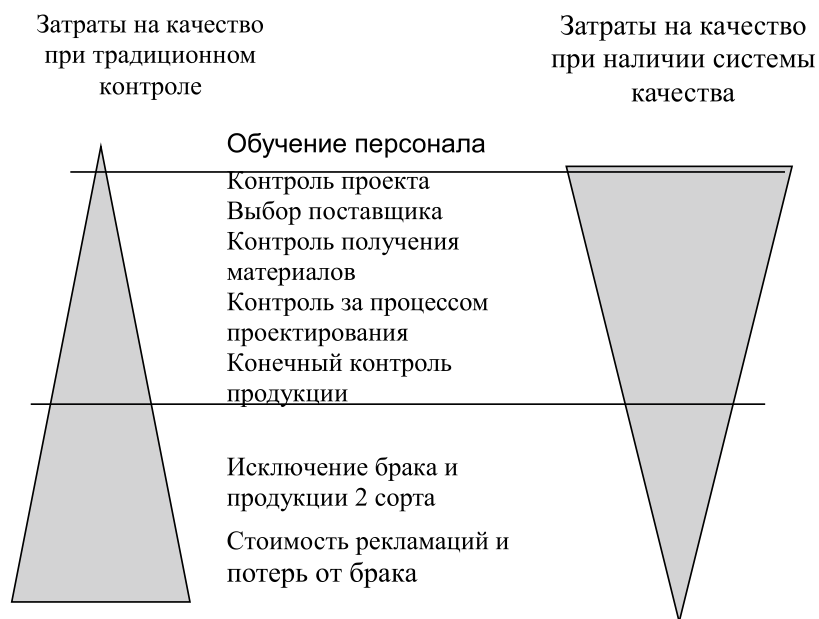 Затраты на качество
при традиционном
контроле
Затраты на качество
при наличии системы
качества
Обучение персонала
Контроль проекта
Выбор поставщика
Контроль получения
материалов
Контроль за процессом
проектирования
Конечный контроль
продукции
Исключение брака и
продукции 2 сорта
Стоимость рекламаций и
потерь от брака